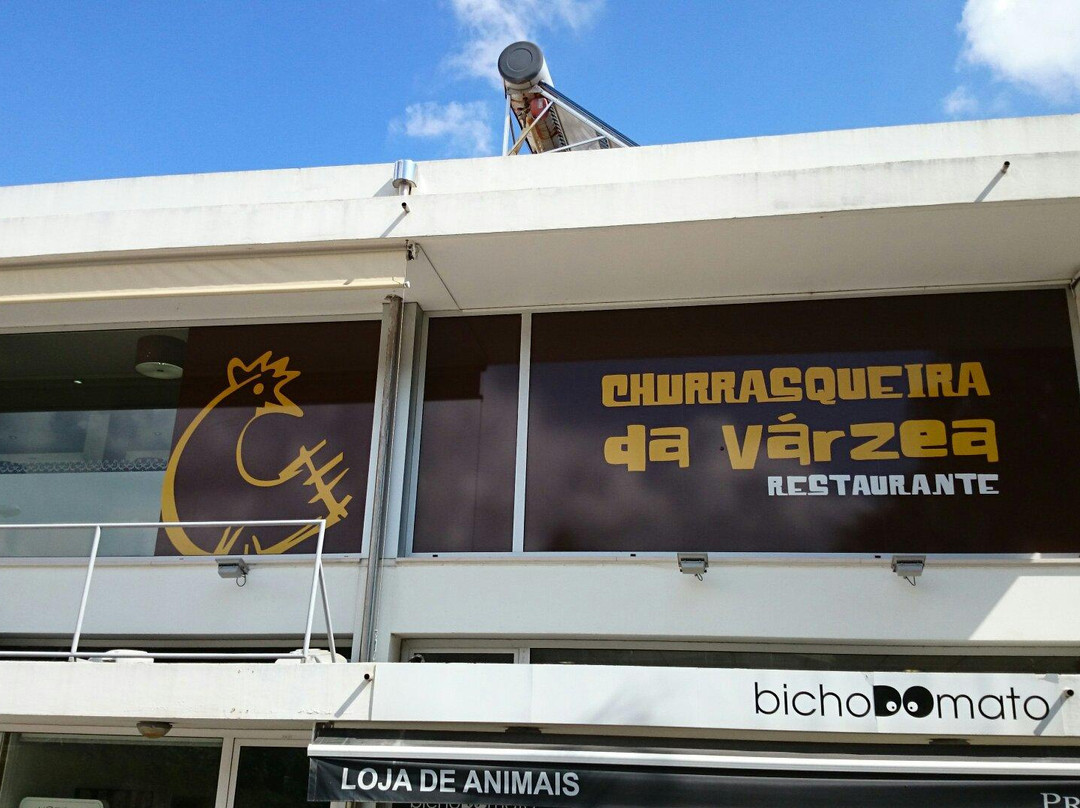 CHURRASQUEIRA
da várzea
RESTAURANTE
bichoDOmato
LOJA DE ANIMAIS